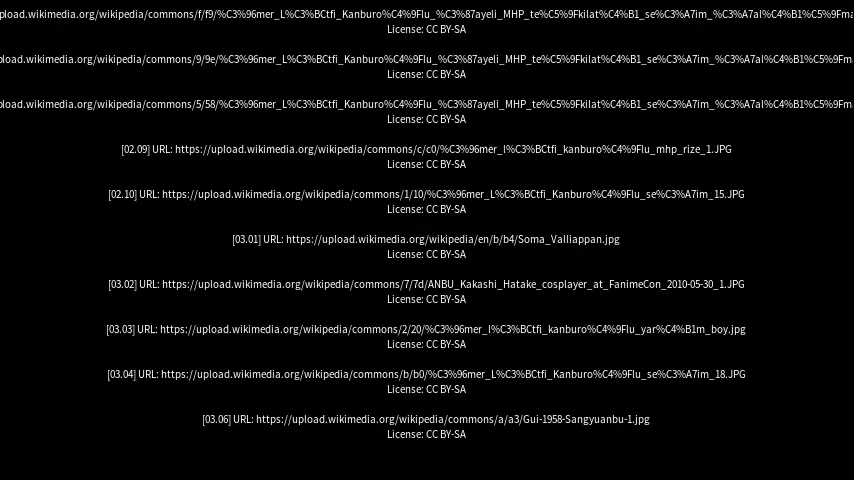 pload.wikimedia.org/wikipedia/commons/f/f9/%C3%96mer_L%C3%BCtfi_Kanburo%C4%9Flu_%C3%87ayeli_MHP_te%C5%9Fkilat%C4%B1_se%C3%A7im_%C3%A7al%C4%B1%C5%9Fma
License: CC BY-SA
pload.wikimedia.org/wikipedia/commons/9/9e/%C3%96mer_L%C3%BCtfi_Kanburo%C4%9Flu_%C3%87ayeli_MHP_te%C5%9Fkilat%C4%B1_se%C3%A7im_%C3%A7al%C4%B1%C5%9Fm
License: CC BY-SA
pload.wikimedia.org/wikipedia/commons/5/58/%C3%96mer_L%C3%BCtfi_Kanburo%C4%9Flu_%C3%87ayeli_MHP_te%C5%9Fkilat%C4%B1_se%C3%A7im_%C3%A7al%C4%B1%C5%9Fm
License: CC BY-SA
[02.09] URL: https://upload.wikimedia.org/wikipedia/commons/c/c0/%C3%96mer_l%C3%BCtfi_kanburo%C4%9Flu_mhp_rize_1.JPG
License: CC BY-SA
[02.10] URL: https://upload.wikimedia.org/wikipedia/commons/1/10/%C3%96mer_L%C3%BCtfi_Kanburo%C4%9Flu_se%C3%A7im_15.JPG
License: CC BY-SA
[03.01] URL: https://upload.wikimedia.org/wikipedia/en/b/b4/Soma_Valliappan.jpg
License: CC BY-SA
[03.02] URL: https://upload.wikimedia.org/wikipedia/commons/7/7d/ANBU_Kakashi_Hatake_cosplayer_at_FanimeCon_2010-05-30_1.JPG
License: CC BY-SA
[03.03] URL: https://upload.wikimedia.org/wikipedia/commons/2/20/%C3%96mer_l%C3%BCtfi_kanburo%C4%9Flu_yar%C4%B1m_boy.jpg
License: CC BY-SA
[03.04] URL: https://upload.wikimedia.org/wikipedia/commons/b/b0/%C3%96mer_L%C3%BCtfi_Kanburo%C4%9Flu_se%C3%A7im_18.JPG
License: CC BY-SA
[03.06] URL: https://upload.wikimedia.org/wikipedia/commons/a/a3/Gui-1958-Sangyuanbu-1.jpg
License: CC BY-SA